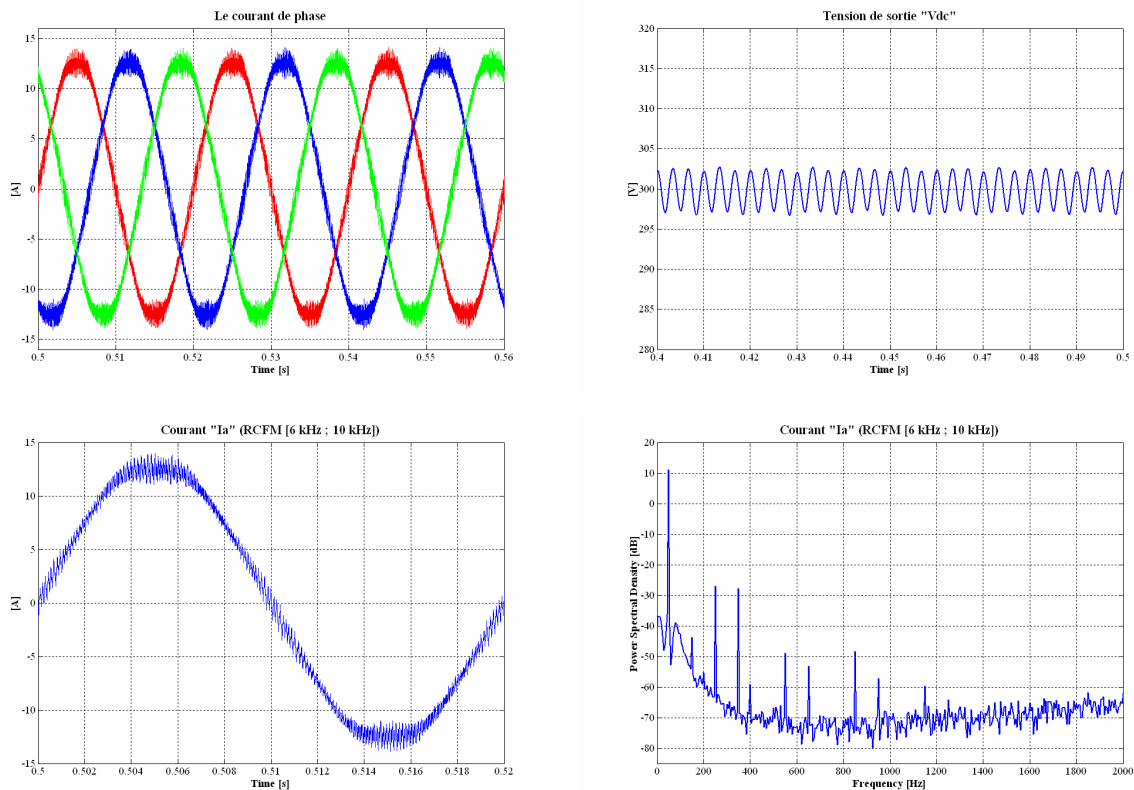 Le courant de phase
15
10
5
0
-5
-10
-15
[A]
0.5 0.51 0.52 0.53 0.54 0.55 0.56
Time [s]
Tension de sortie "Vdc"
320
315
310
305
300
295
290
285
280
[V]
0.4 0.41 0.42 0.43 0.44 0.45 0.46 0.47 0.48 0.49 0.5
Time [s]
Courant "Ia" (RCFM [6 kHz ; 10 kHz])
15
10
5
0
-5
-10
-15
[A]
0.5 0.502 0.504 0.506 0.508 0.51 0.512 0.514 0.516 0.518 0.52
Time [s]
Courant "Ia" (RCFM [6 kHz ; 10 kHz])
20
10
0
-10
-20
-30
-40
-50
-60
-70
-80
Power Spectral Density [dB]
0 200 400 600 800 1000 1200 1400 1600 1800 2000
Frequency [Hz]